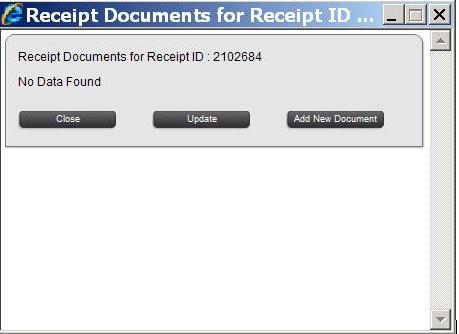 Receipt Documents for Receipt ID ...
Receipt Documents for Receipt ID : 2102684
No Data Found
Close Update Add New Document